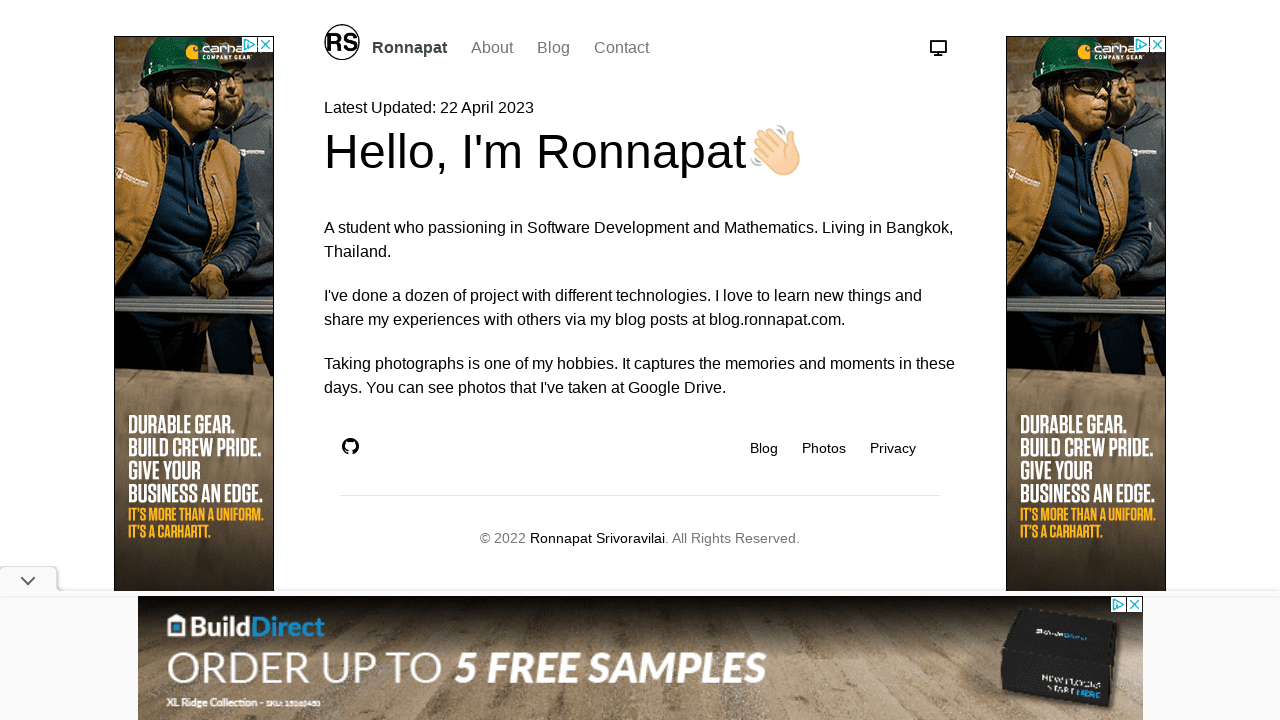 RS Ronnapat About Blog Contact
Latest Updated: 22 April 2023
Hello, I'm Ronnapat👋🏻
A student who passioning in Software Development and Mathematics. Living in Bangkok,
Thailand.
I've done a dozen of project with different technologies. I love to learn new things and
share my experiences with others via my blog posts at blog.ronnapat.com.
Taking photographs is one of my hobbies. It captures the memories and moments in these
days. You can see photos that I've taken at Google Drive.
Blog Photos Privacy
© 2022 Ronnapat Srivoravilai. All Rights Reserved.
carhartt
COMPANY GEAR
DURABLE GEAR.
BUILD CREW PRIDE.
GIVE YOUR
BUSINESS AN EDGE.
IT'S MORE THAN A UNIFORM.
IT'S A CARHARTT.
carhartt
COMPANY GEAR
DURABLE GEAR.
BUILD CREW PRIDE.
GIVE YOUR
BUSINESS AN EDGE.
IT'S MORE THAN A UNIFORM.
IT'S A CARHARTT.
BuildDirect
ORDER UP TO 5 FREE SAMPLES
XL Ridge Collection - SKU:
BuildDirect
NEW FLOORS
START HERE